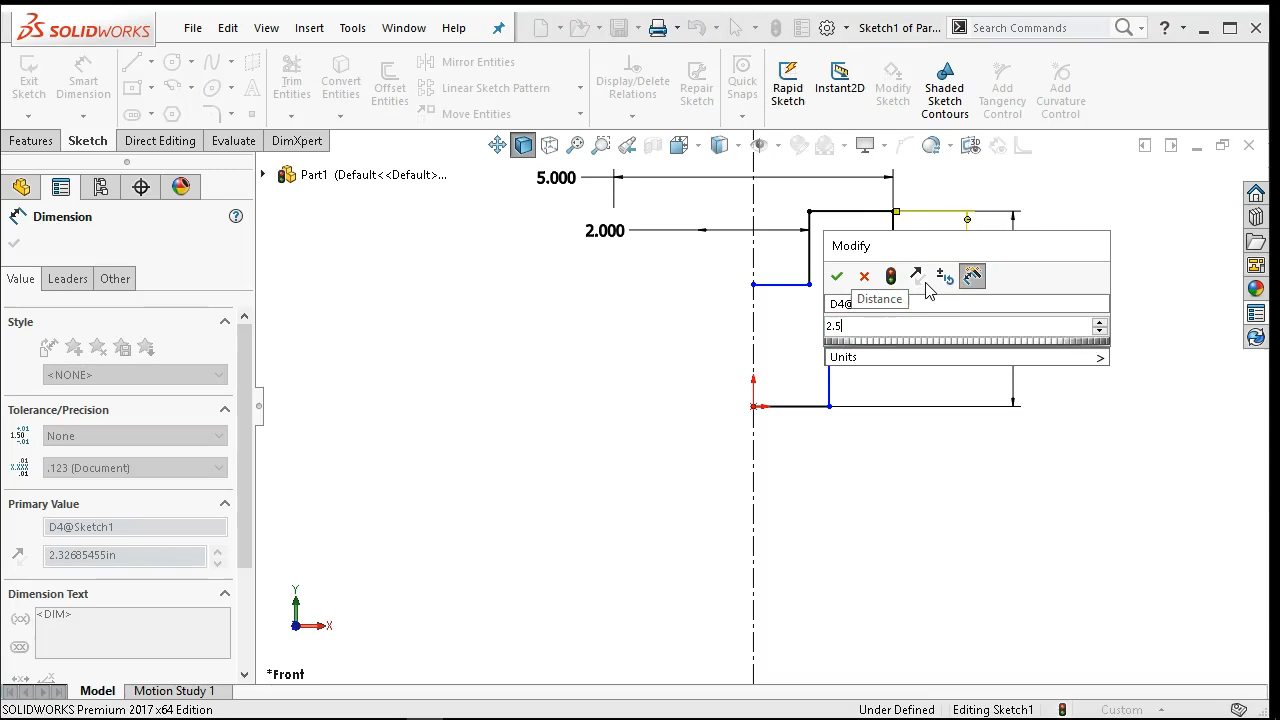 SOLIDWORKS File Edit View Insert Tools Window Help Sketch1 of Par... Search Commands ?
Exit Sketch Smart Dimension Trim Entities Convert Entities Offset Entities Mirror Entities Display/Delete Relations Repair Sketch Quick Snaps Rapid Sketch Instant2D Modify Sketch Shaded Sketch Contours Add Tangency Control Add Curvature Control
Linear Sketch Pattern
Move Entities
Features Sketch Direct Editing Evaluate DimXpert
Part1 (Default<<Default>...
5.000
Dimension
2.000
Modify
Value Leaders Other
Distance
D4@
2.5
Units >
Style
<NONE>
Tolerance/Precision
None
.123 (Document)
Primary Value
D4@Sketch1
2.32685455in
Dimension Text
<DIM>
Y
X
*Front
Model Motion Study 1
SOLIDWORKS Premium 2017 x64 Edition Under Defined Editing Sketch1 Custom